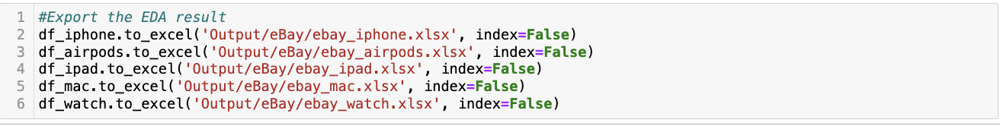 1 #Export the EDA result
2 df_iphone.to_excel('Output/eBay/ebay_iphone.xlsx', index=False)
3 df_airpods.to_excel('Output/eBay/ebay_airpods.xlsx', index=False)
4 df_ipad.to_excel('Output/eBay/ebay_ipad.xlsx', index=False)
5 df_mac.to_excel('Output/eBay/ebay_mac.xlsx', index=False)
6 df_watch.to_excel('Output/eBay/ebay_watch.xlsx', index=False)